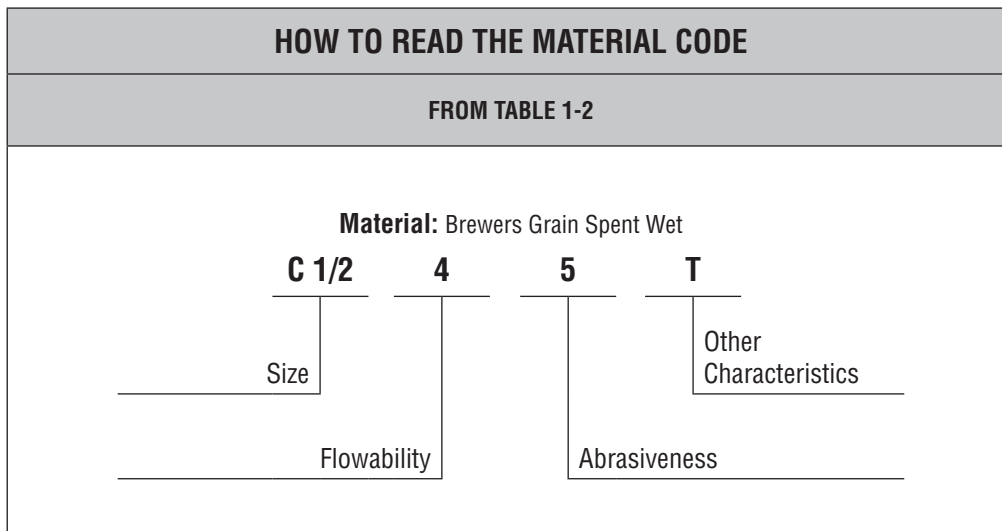 HOW TO READ THE MATERIAL CODE
FROM TABLE 1-2
Material: Brewers Grain Spent Wet
C 1/2 4 5 T
Other
Size Characteristics
Flowability Abrasiveness